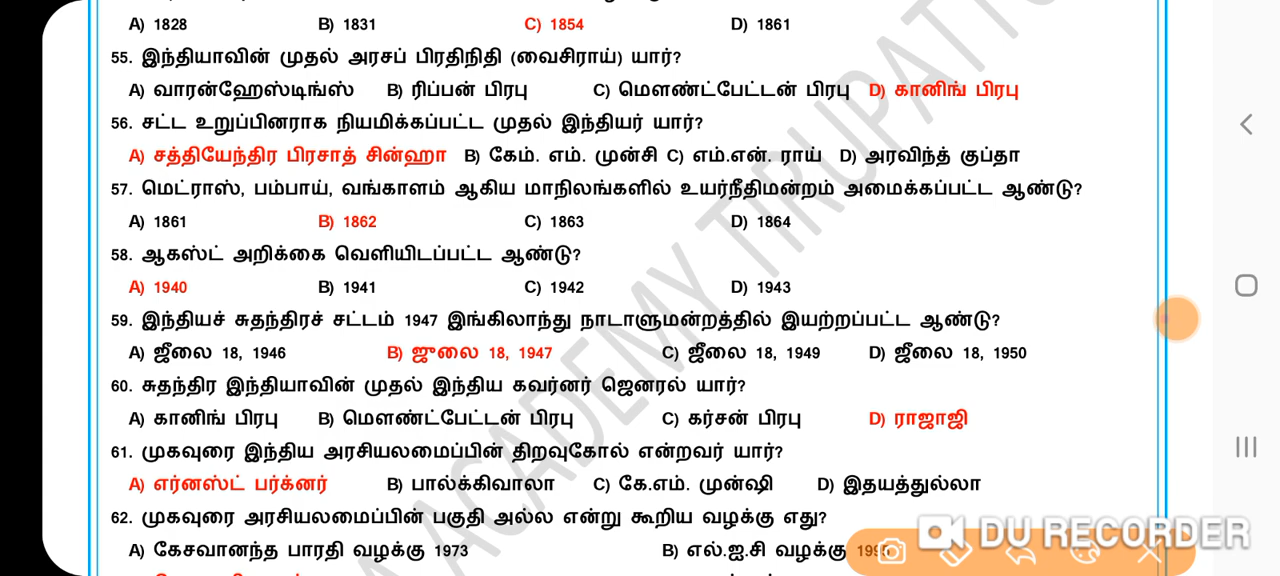 A) 1828 B) 1831 C) 1854 D) 1861
55. இந்தியாவின் முதல் அரசப் பிரதிநிதி (வைசிராய்) யார்?
A) வாரன்ஹேஸ்டிங்ஸ் B) ரிப்பன் பிரபு C) மௌண்ட்பேட்டன் பிரபு D) கானிங் பிரபு
56. சட்ட உறுப்பினராக நியமிக்கப்பட்ட முதல் இந்தியர் யார்?
A) சத்தியேந்திர பிரசாத் சின்ஹா B) கேம். எம். முன்சி C) எம்.என். ராய் D) அரவிந்த் குப்தா
57. மெட்ராஸ், பம்பாய், வங்காளம் ஆகிய மாநிலங்களில் உயர்நீதிமன்றம் அமைக்கப்பட்ட ஆண்டு?
A) 1861 B) 1862 C) 1863 D) 1864
58. ஆகஸ்ட் அறிக்கை வெளியிடப்பட்ட ஆண்டு?
A) 1940 B) 1941 C) 1942 D) 1943
59. இந்தியச் சுதந்திரச் சட்டம் 1947 இங்கிலாந்து நாடாளுமன்றத்தில் இயற்றப்பட்ட ஆண்டு?
A) ஜீலை 18, 1946 B) ஜுலை 18, 1947 C) ஜீலை 18, 1949 D) ஜீலை 18, 1950
60. சுதந்திர இந்தியாவின் முதல் இந்திய கவர்னர் ஜெனரல் யார்?
A) கானிங் பிரபு B) மௌண்ட்பேட்டன் பிரபு C) கர்சன் பிரபு D) ராஜாஜி
61. முகவுரை இந்திய அரசியலமைப்பின் திறவுகோல் என்றவர் யார்?
A) எர்னஸ்ட் பர்க்னர் B) பால்க்கிவாலா C) கே.எம். முன்ஷி D) இதயத்துல்லா
62. முகவுரை அரசியலமைப்பின் பகுதி அல்ல என்று கூறிய வழக்கு எது?
A) கேசவானந்த பாரதி வழக்கு 1973 B) எல்.ஐ.சி வழக்கு 1995
ACADEMY
DU RECORDER